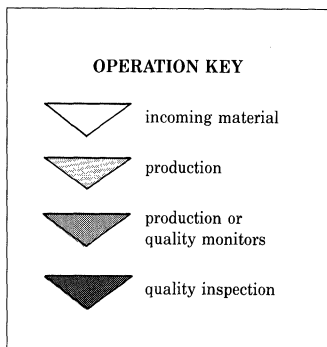 OPERATION KEY
incoming material
production
production or
quality monitors
quality inspection